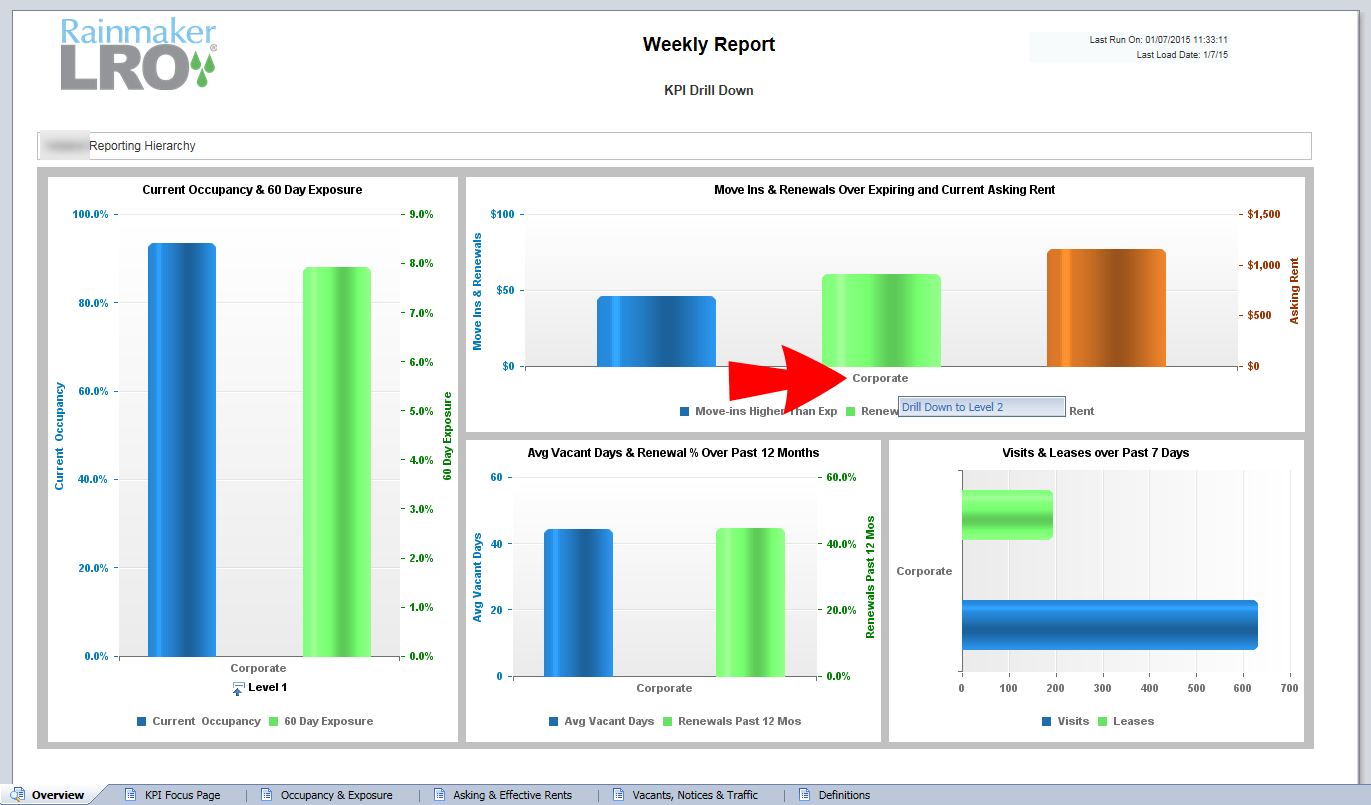 Rainmaker
LRO®
Weekly Report
KPI Drill Down
Last Run On: 01/07/2015 11:33:11
Last Load Date: 1/7/15
Reporting Hierarchy
Current Occupancy & 60 Day Exposure
100.0%
80.0%
60.0%
40.0%
20.0%
0.0%
Current Occupancy
9.0%
8.0%
7.0%
6.0%
5.0%
4.0%
3.0%
2.0%
1.0%
0.0%
60 Day Exposure
Corporate
Level 1
Current Occupancy
60 Day Exposure
Move Ins & Renewals Over Expiring and Current Asking Rent
$100
$50
$0
Move Ins & Renewals
$1,500
$1,000
$500
$0
Asking Rent
Corporate
Move-ins Higher Than Exp
Renew
Drill Down to Level 2
Rent
Avg Vacant Days & Renewal % Over Past 12 Months
60
40
20
0
Avg Vacant Days
60.0%
40.0%
20.0%
0.0%
Renewals Past 12 Mos
Corporate
Avg Vacant Days
Renewals Past 12 Mos
Visits & Leases over Past 7 Days
Corporate
0 100 200 300 400 500 600 700
Visits
Leases
Overview
KPI Focus Page
Occupancy & Exposure
Asking & Effective Rents
Vacants, Notices & Traffic
Definitions